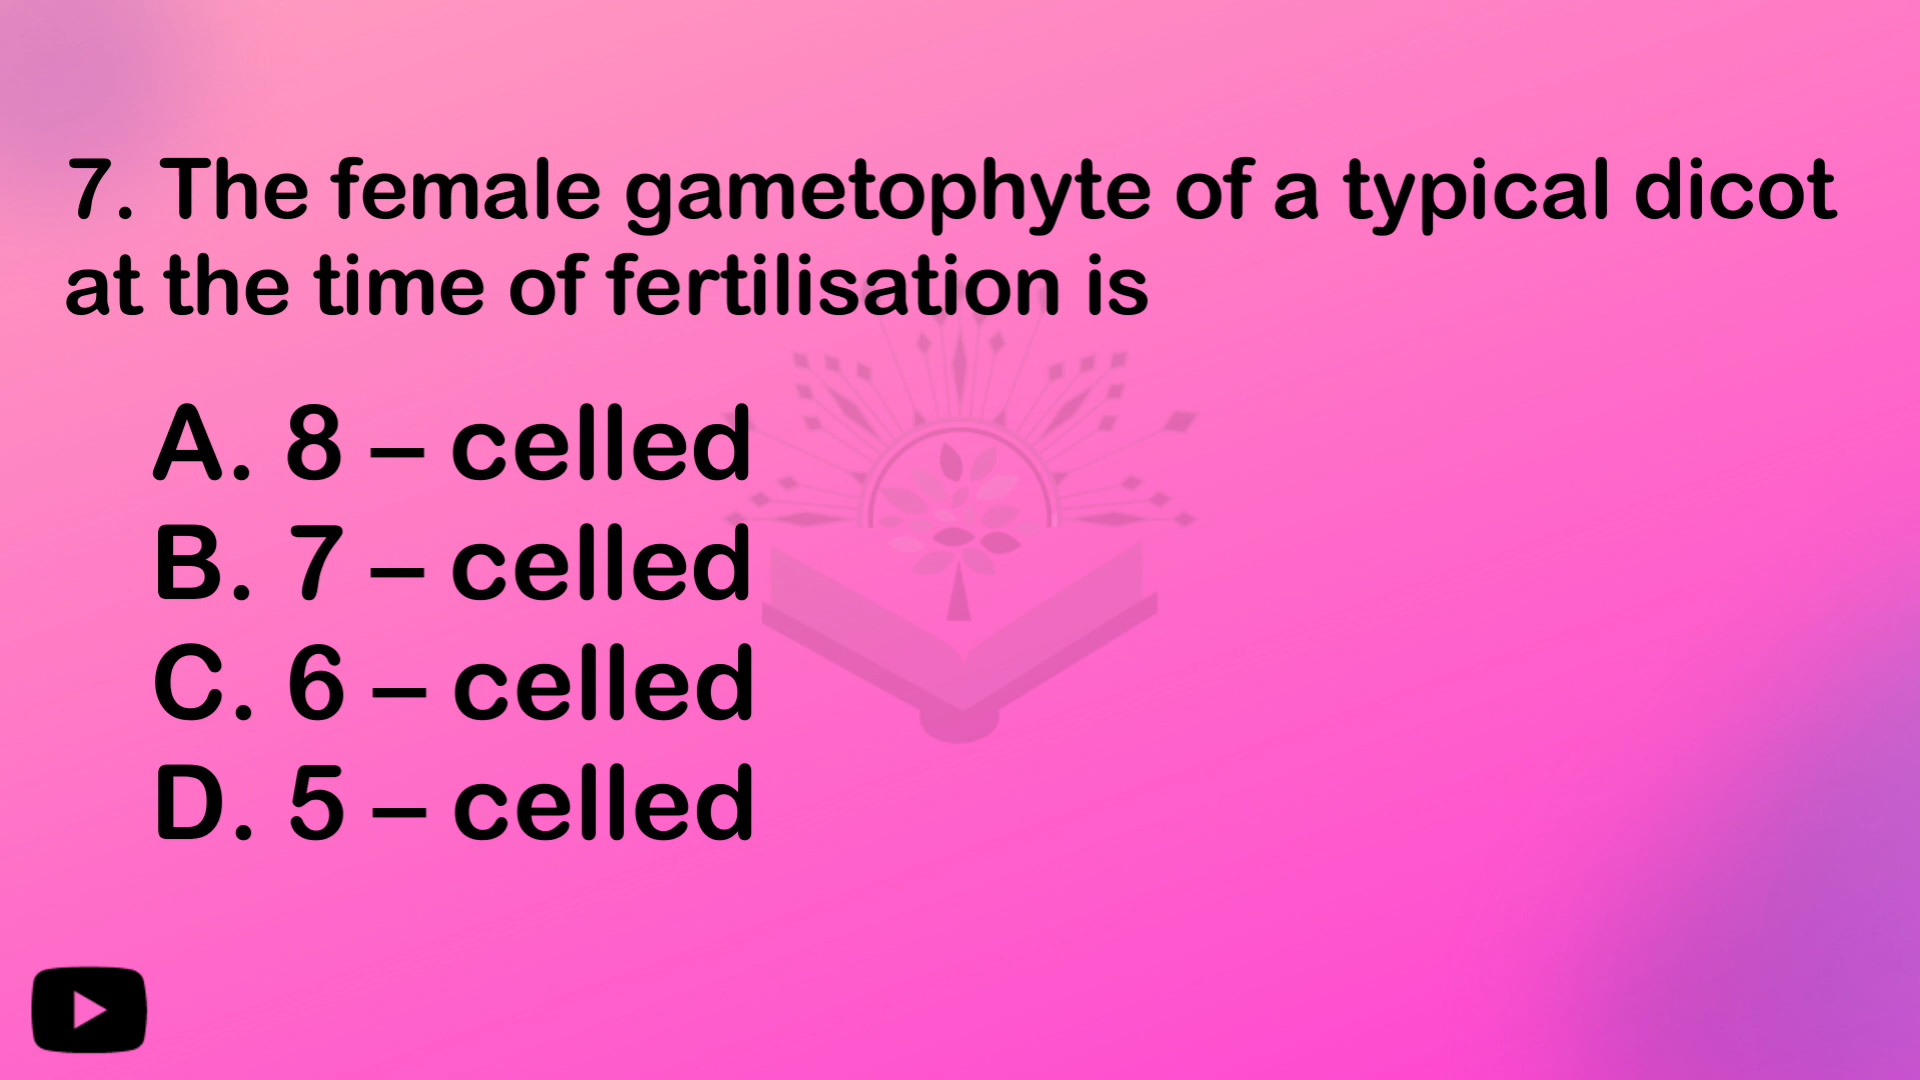 7. The female gametophyte of a typical dicot
at the time of fertilisation is
A. 8 – celled
B. 7 – celled
C. 6 – celled
D. 5 – celled